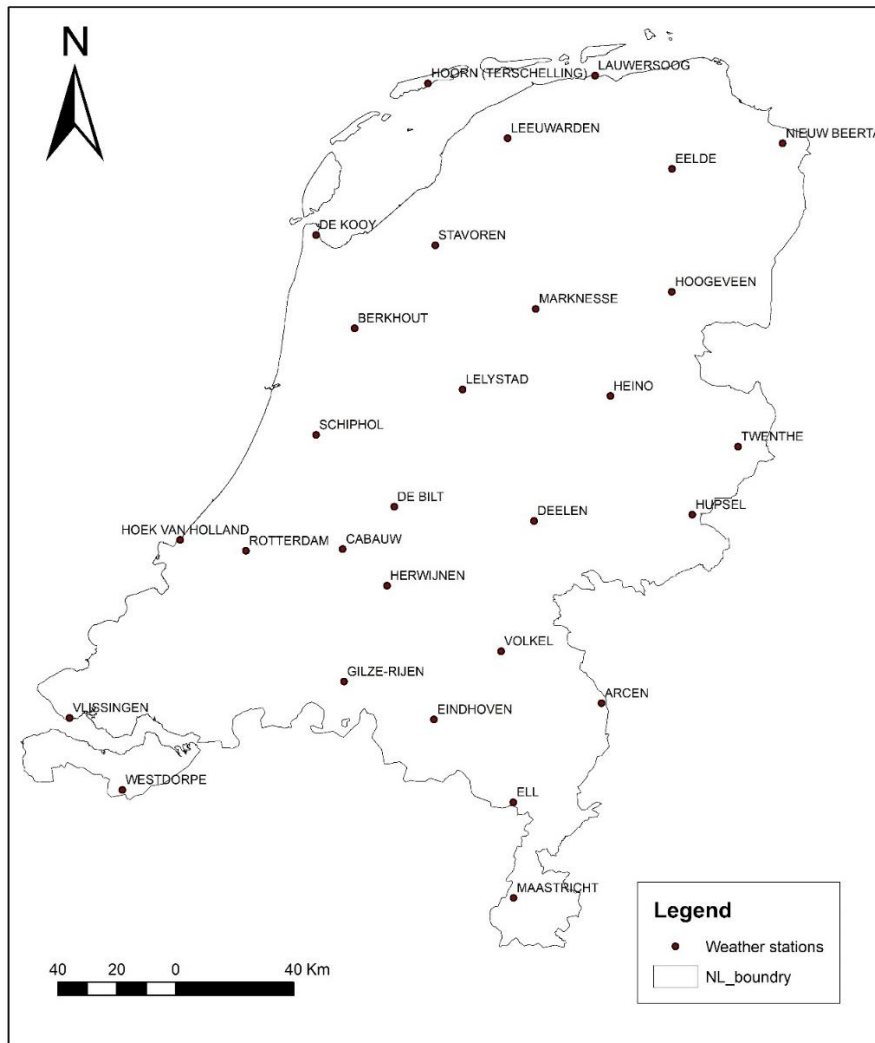 N
HOORN (TERSCHELLING)
LAUWERSOOG
LEEUWARDEN
NIEUW BEERTA
EELDE
DE KOOY
STAVOREN
HOOGEVEEN
MARKNESSE
BERKHOUT
LELYSTAD
HEINO
SCHIPHOL
TWENTHE
DE BILT
HUPSEL
DEELEN
HOEK VAN HOLLAND
ROTTERDAM
CABAUW
HERWIJNEN
VOLKEL
GILZE-RIJEN
ARCEN
VLISSINGEN
EINDHOVEN
WESTDORPE
ELL
MAASTRICHT
Legend
Weather stations
NL_boundry
40 20 0 40 Km